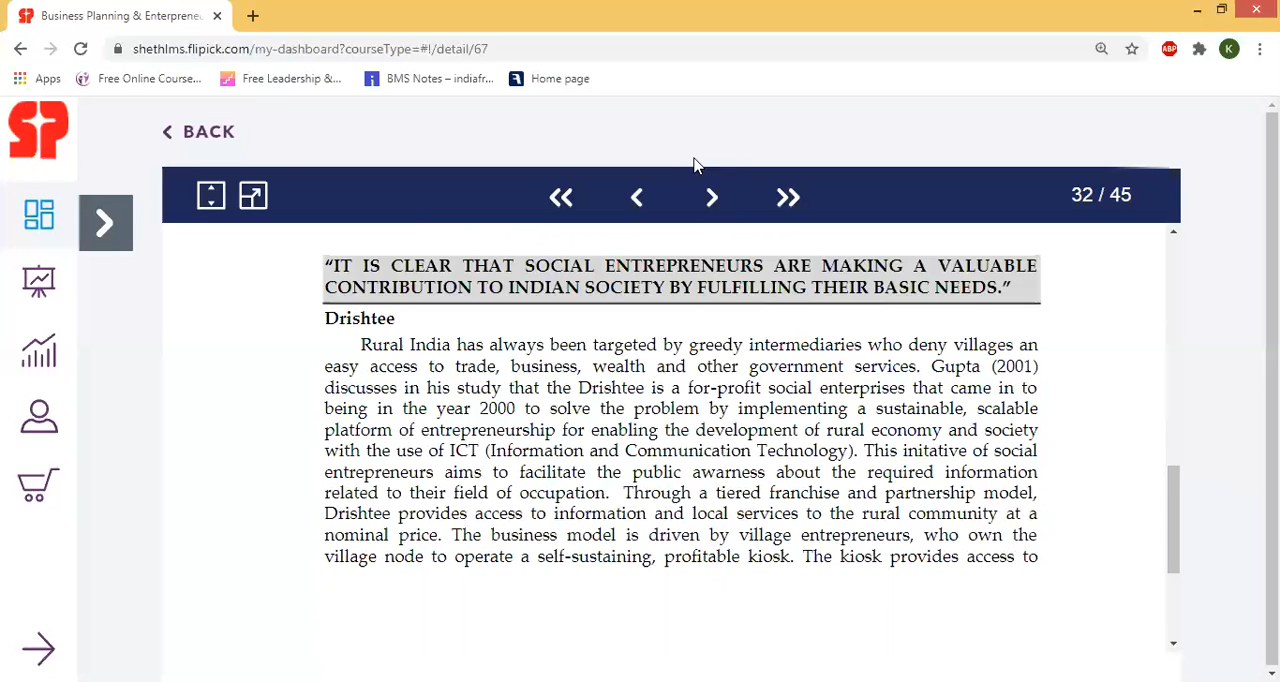 Business Planning & Enterprene
shethlms.flipick.com/my-dashboard?courseType=#!/detail/67
ABP
K
Apps
Free Online Course...
Free Leadership &...
BMS Notes – indiafr...
Home page
SP
BACK
32 / 45
“IT IS CLEAR THAT SOCIAL ENTREPRENEURS ARE MAKING A VALUABLE
CONTRIBUTION TO INDIAN SOCIETY BY FULFILLING THEIR BASIC NEEDS.”
Drishtee
Rural India has always been targeted by greedy intermediaries who deny villages an
easy access to trade, business, wealth and other government services. Gupta (2001)
discusses in his study that the Drishtee is a for-profit social enterprises that came in to
being in the year 2000 to solve the problem by implementing a sustainable, scalable
platform of entrepreneurship for enabling the development of rural economy and society
with the use of ICT (Information and Communication Technology). This initative of social
entrepreneurs aims to facilitate the public awarness about the required information
related to their field of occupation. Through a tiered franchise and partnership model,
Drishtee provides access to information and local services to the rural community at a
nominal price. The business model is driven by village entrepreneurs, who own the
village node to operate a self-sustaining, profitable kiosk. The kiosk provides access to